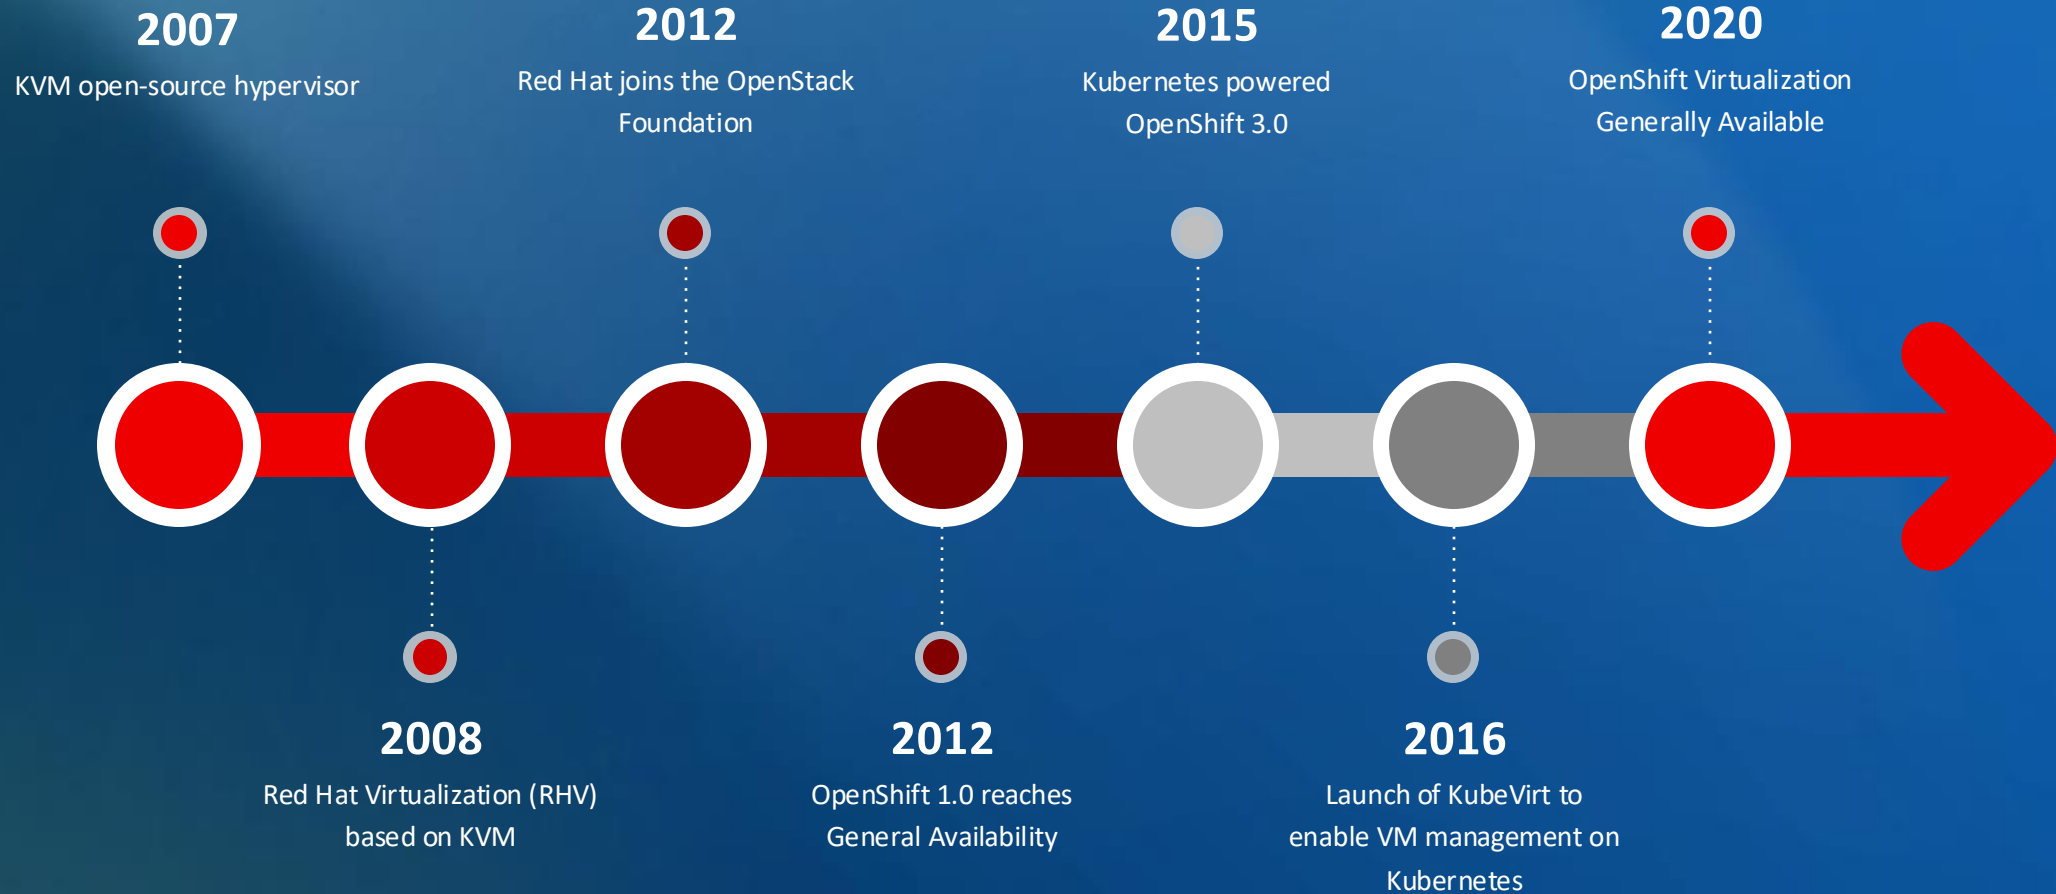 2007
KVM open-source hypervisor
2012
Red Hat joins the OpenStack
Foundation
2015
Kubernetes powered
OpenShift 3.0
2020
OpenShift Virtualization
Generally Available
2008
Red Hat Virtualization (RHV)
based on KVM
2012
OpenShift 1.0 reaches
General Availability
2016
Launch of KubeVirt to
enable VM management on
Kubernetes